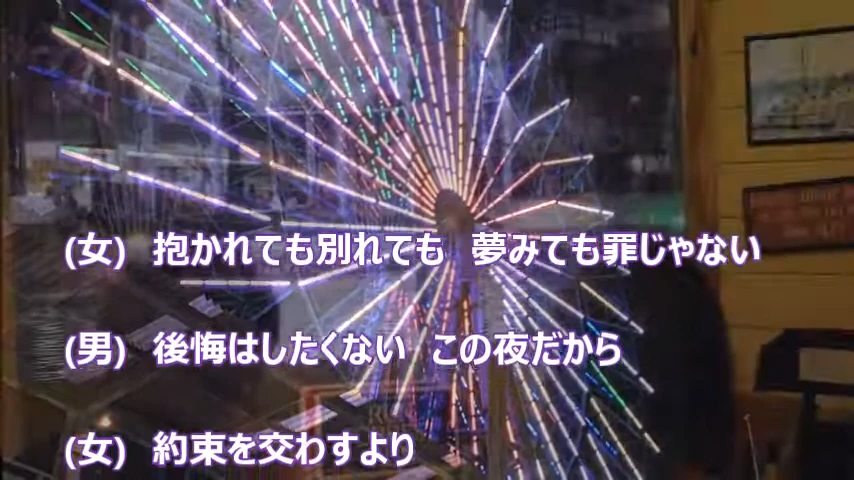 (女) 抱かれても別れても 夢みても罪じゃない
(男) 後悔はしたくない この夜だから
(女) 約束を交わすより